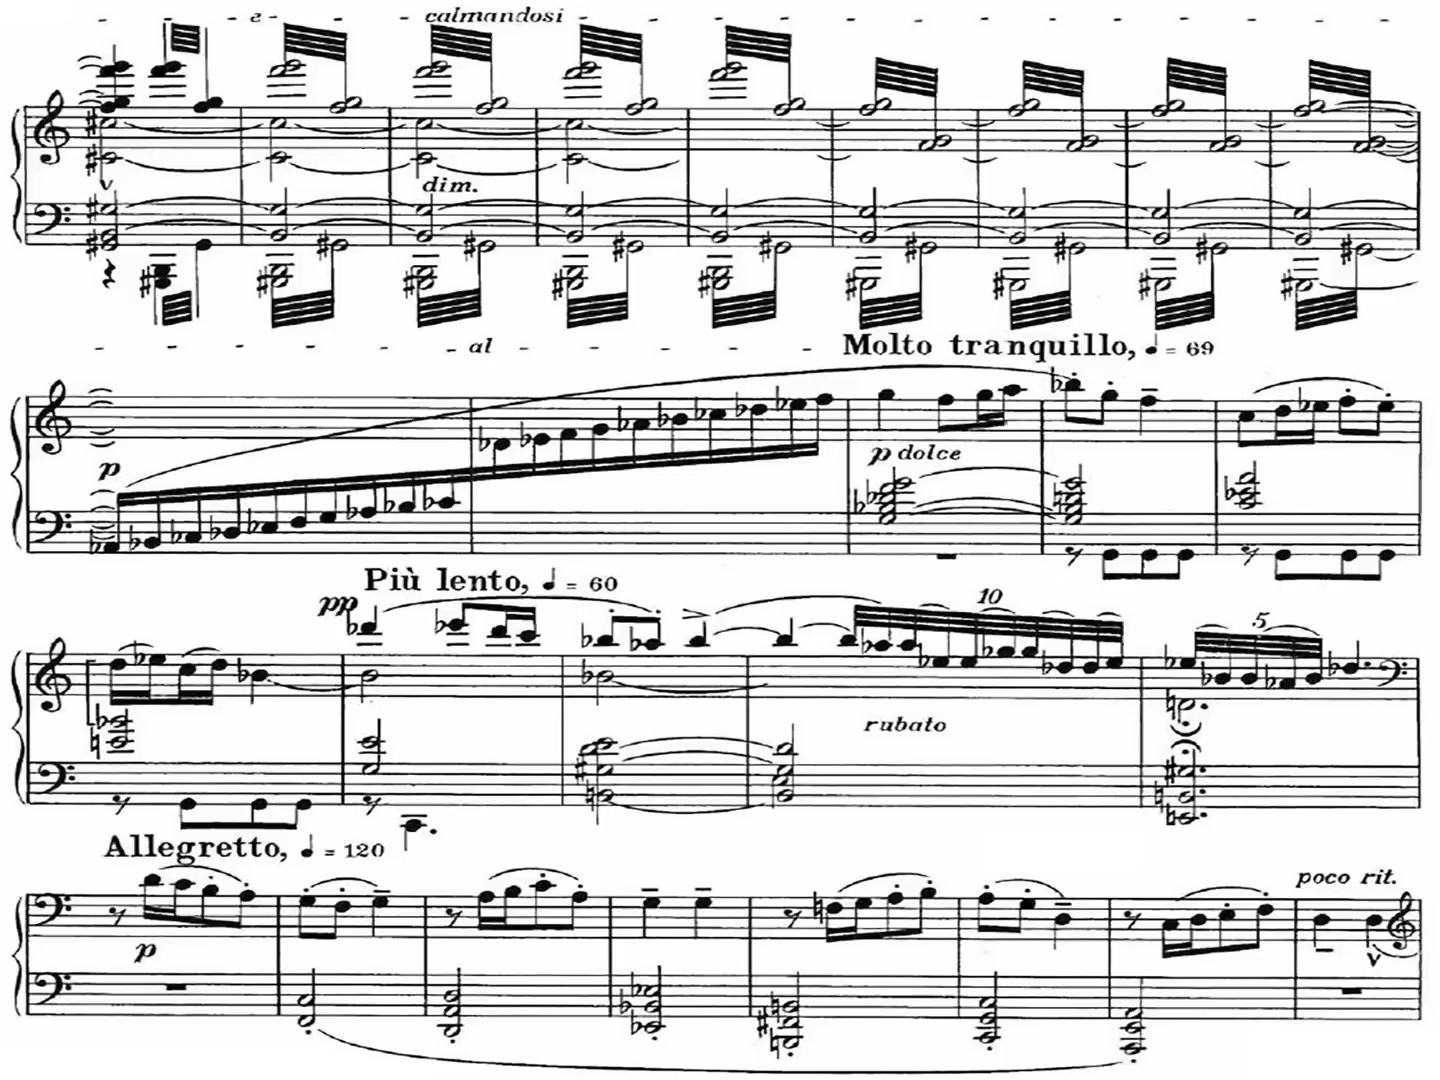 e calmandosi
dim.
al
Molto tranquillo, ♩ = 69
p
p dolce
Più lento, ♩ = 60
pp
10
5
rubato
Allegretto, ♩ = 120
poco rit.
p